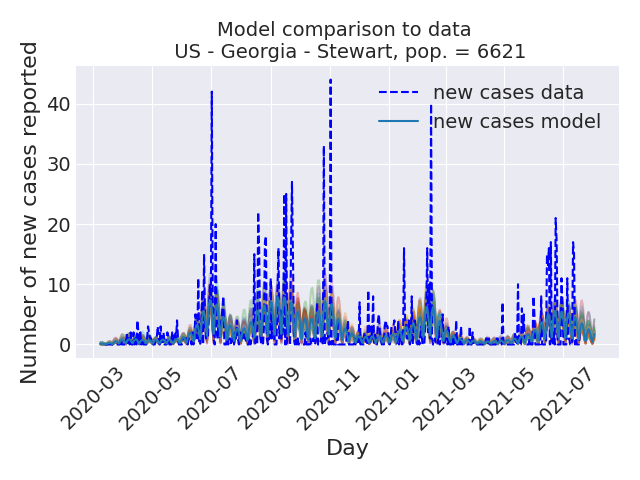 Model comparison to data
US - Georgia - Stewart, pop. = 6621
new cases data
new cases model
Number of new cases reported
40
30
20
10
0
2020-03
2020-05
2020-07
2020-09
2020-11
2021-01
2021-03
2021-05
2021-07
Day